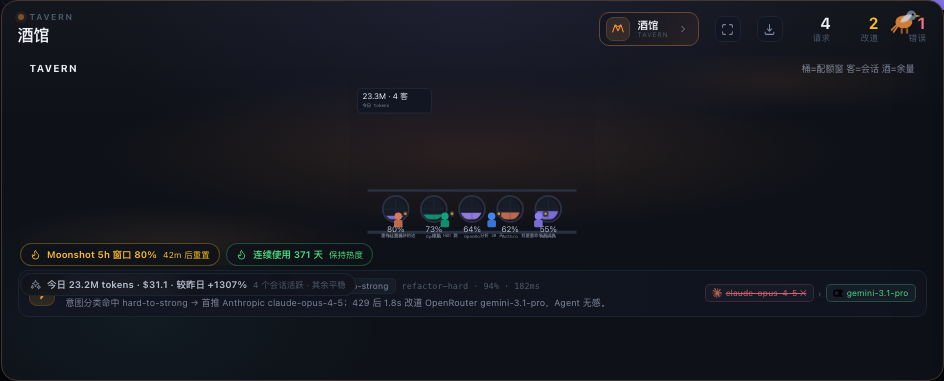 TAVERN
酒馆
酒馆
TAVERN
4
请求
2
改道
1
错误
TAVERN
桶=配额窗 客=会话 酒=余量
23.3M · 4 客
今日 tokens
80% 73% 64% 62% 55%
Moonshot 5h 窗口 80% 42m 后重置
连续使用 371 天 保持热度
今日 23.2M tokens · $31.1 · 较昨日 +1307% 4 个会话活跃 · 其余平稳
o-strong refactor-hard · 94% · 182ms
意图分类命中 hard-to-strong → 首推 Anthropic claude-opus-4-5；429 后 1.8s 改道 OpenRouter gemini-3.1-pro。Agent 无感。
claude-opus-4-5 ✕ › gemini-3.1-pro